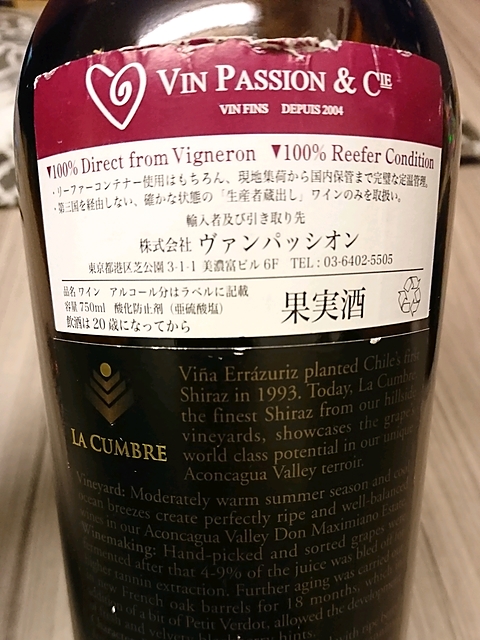 VIN PASSION & CIE
VIN FINS DEPUIS 2004
▼100% Direct from Vigneron ▼100% Reefer Condition
・リーファーコンテナー使用はもちろん、現地集荷から国内保管まで完璧な定温管理。
・第三国を経由しない、確かな状態の「生産者蔵出し」ワインのみを取扱い。
輸入者及び引き取り先
株式会社 ヴァンパッシオン
東京都港区芝公園 3-1-1 美濃富ビル 6F TEL : 03-6402-5505
品名 ワイン アルコール分はラベルに記載
容量 750ml 酸化防止剤 (亜硫酸塩)
飲酒は 20 歳になってから
果実酒
LA CUMBRE
Viña Errázuriz planted Chile's first
Shiraz in 1993. Today, La Cumbre,
the finest Shiraz from our hillside
vineyards, showcases the grape's
world class potential in our unique
Aconcagua Valley terroir.
Vineyard: Moderately warm summer season and cool
ocean breezes create perfectly ripe and well-balanced
in our Aconcagua Valley Don Maximiano Estate.
Winemaking: Hand-picked and sorted grapes were
fermented after that 4-9% of the juice was bled off
higher tannin extraction. Further aging was carried
new French oak barrels for 18 months, which
of a bit of Petit Verdot, allowed the development
and velvety